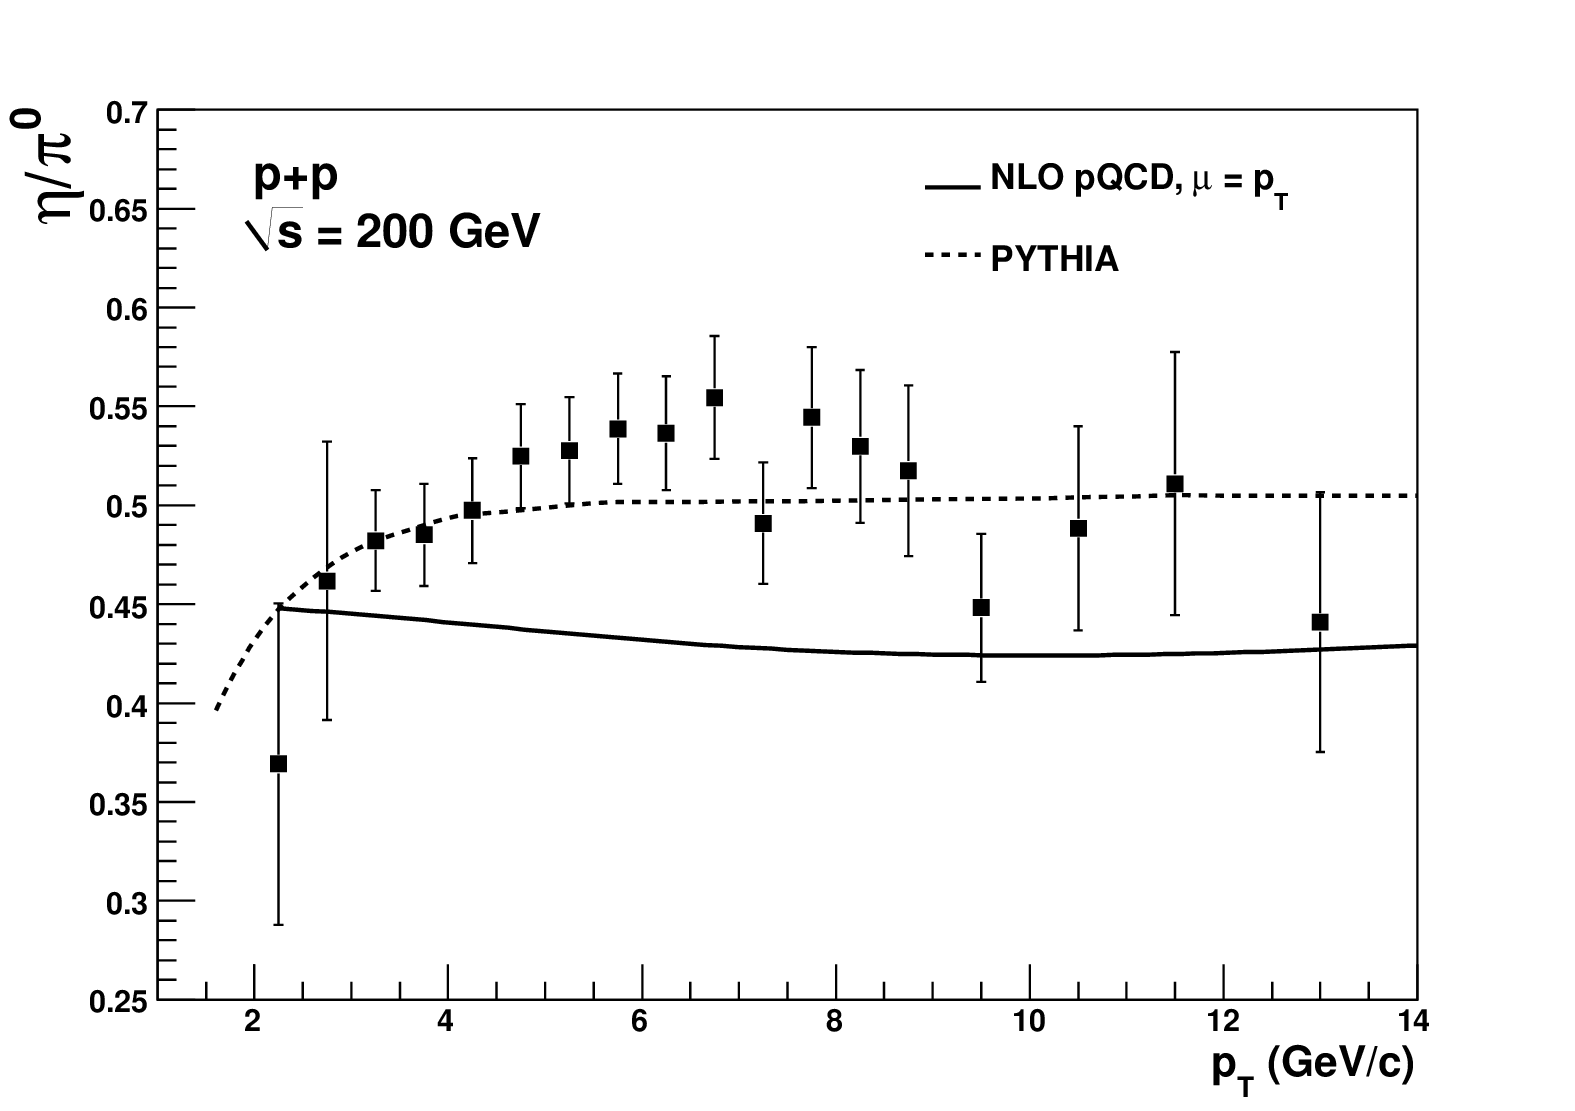 η/π⁰
0.7
0.65
0.6
0.55
0.5
0.45
0.4
0.35
0.3
0.25
p+p
√s = 200 GeV
NLO pQCD, μ = p_T
PYTHIA
2 4 6 8 10 12 14
p_T (GeV/c)